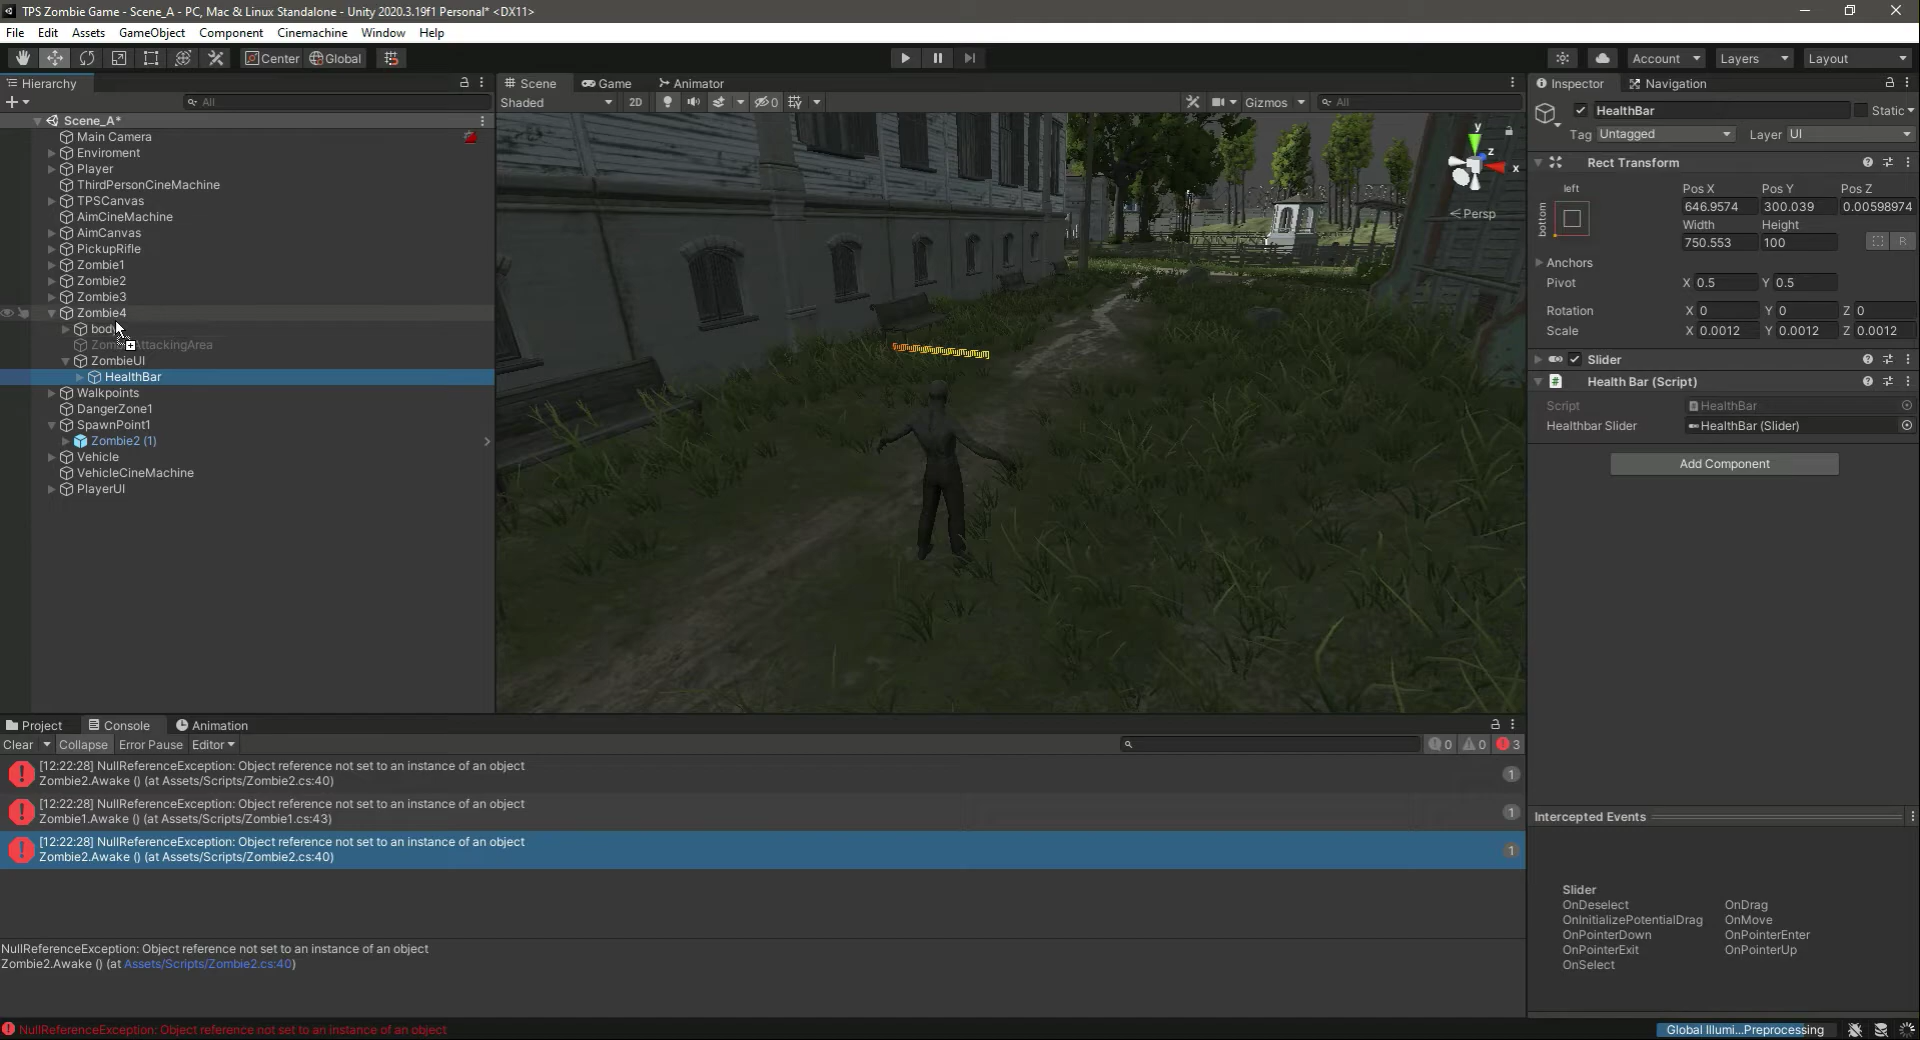 TPS Zombie Game - Scene_A - PC, Mac & Linux Standalone - Unity 2020.3.19f1 Personal* <DX11>
File Edit Assets GameObject Component Cinemachine Window Help
Center Global Account Layers Layout
Hierarchy
All
Scene_A*
Main Camera
Enviroment
Player
ThirdPersonCineMachine
TPSCanvas
AimCineMachine
AimCanvas
PickupRifle
Zombie1
Zombie2
Zombie3
Zombie4
body
AttackingArea
ZombieUI
HealthBar
Walkpoints
DangerZone1
SpawnPoint1
Zombie2 (1)
Vehicle
VehicleCineMachine
PlayerUI
Scene Game Animator
Shaded 2D 0 Gizmos All
y
z
x
Persp
Inspector Navigation
HealthBar Static
Tag Untagged Layer UI
Rect Transform
left
bottom
Pos X Pos Y Pos Z
646.9574 300.039 0.00598974
Width Height
750.553 100
R
Anchors
Pivot X 0.5 Y 0.5
Rotation X 0 Y 0 Z 0
Scale X 0.0012 Y 0.0012 Z 0.0012
Slider
Health Bar (Script)
Script HealthBar
Healthbar Slider HealthBar (Slider)
Add Component
Intercepted Events
Slider
OnDeselect OnDrag
OnInitializePotentialDrag OnMove
OnPointerDown OnPointerEnter
OnPointerExit OnPointerUp
OnSelect
Project Console Animation
Clear Collapse Error Pause Editor
0 0 3
[12:22:28] NullReferenceException: Object reference not set to an instance of an object
Zombie2.Awake () (at Assets/Scripts/Zombie2.cs:40)
1
[12:22:28] NullReferenceException: Object reference not set to an instance of an object
Zombie1.Awake () (at Assets/Scripts/Zombie1.cs:43)
1
[12:22:28] NullReferenceException: Object reference not set to an instance of an object
Zombie2.Awake () (at Assets/Scripts/Zombie2.cs:40)
1
NullReferenceException: Object reference not set to an instance of an object
Zombie2.Awake () (at Assets/Scripts/Zombie2.cs:40)
NullReferenceException: Object reference not set to an instance of an object
Global Illumi...Preprocessing